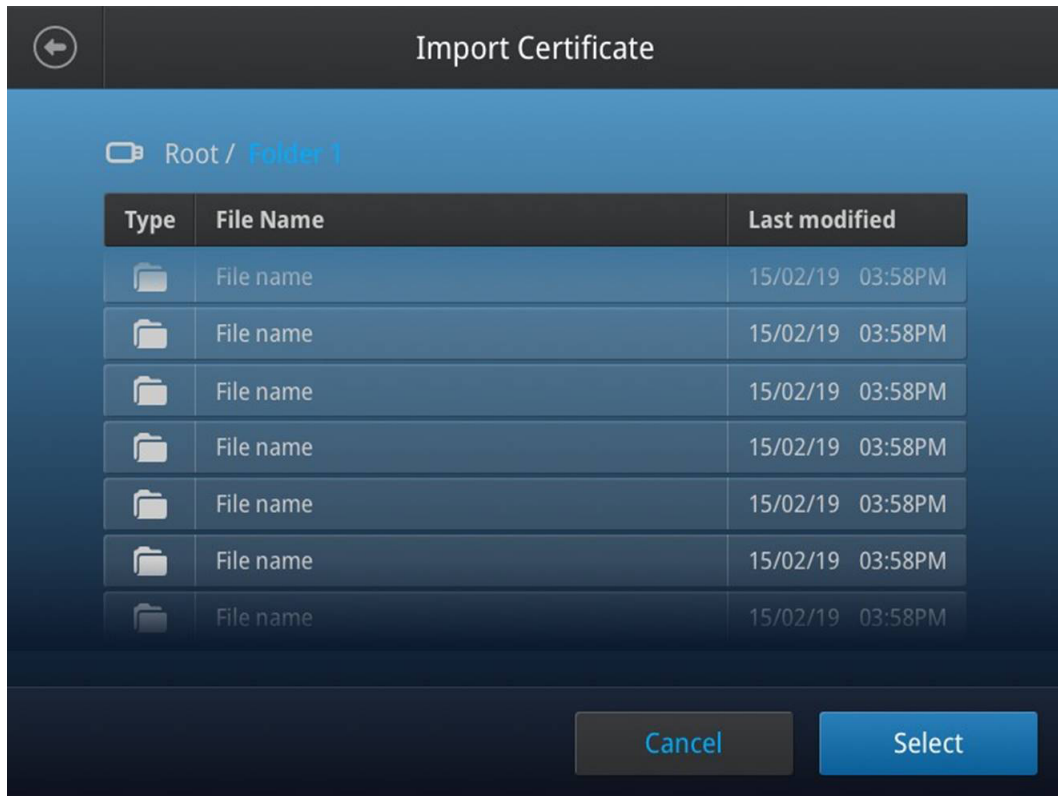 Import Certificate
Root / Folder 1
Type File Name Last modified
File name 15/02/19 03:58PM
File name 15/02/19 03:58PM
File name 15/02/19 03:58PM
File name 15/02/19 03:58PM
File name 15/02/19 03:58PM
File name 15/02/19 03:58PM
File name 15/02/19 03:58PM
Cancel Select